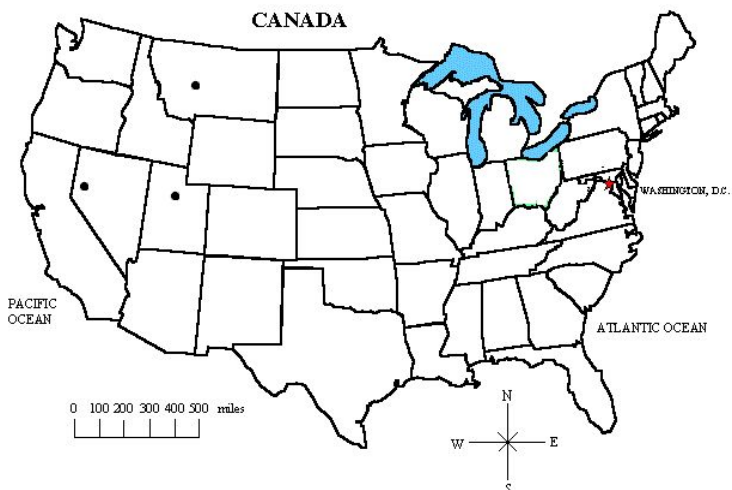 CANADA
WASHINGTON, D.C.
PACIFIC
OCEAN
ATLANTIC OCEAN
0 100 200 300 400 500 miles
N
W E
S